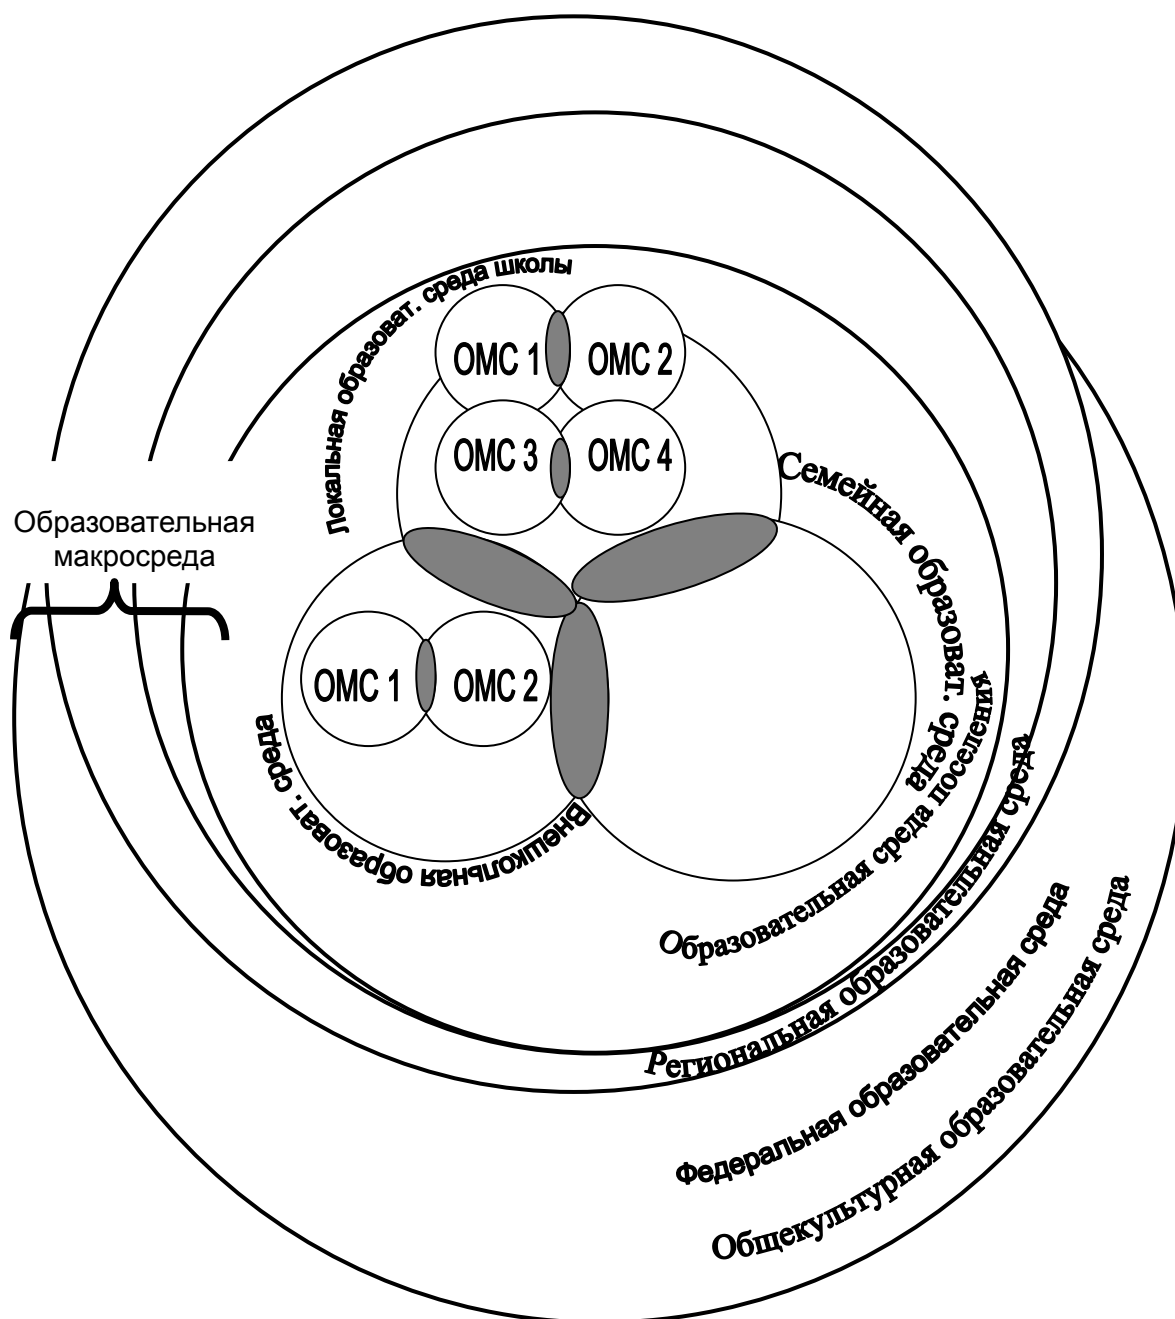 Локальная образоват. среда школы
ОМС 1
ОМС 2
ОМС 3
ОМС 4
Семейная образоват. среда
Образовательная
макросреда
ОМС 1
ОМС 2
Внешкольная образоват. среда
Образовательная среда поселения
Региональная образовательная среда
Федеральная образовательная среда
Общекультурная образовательная среда